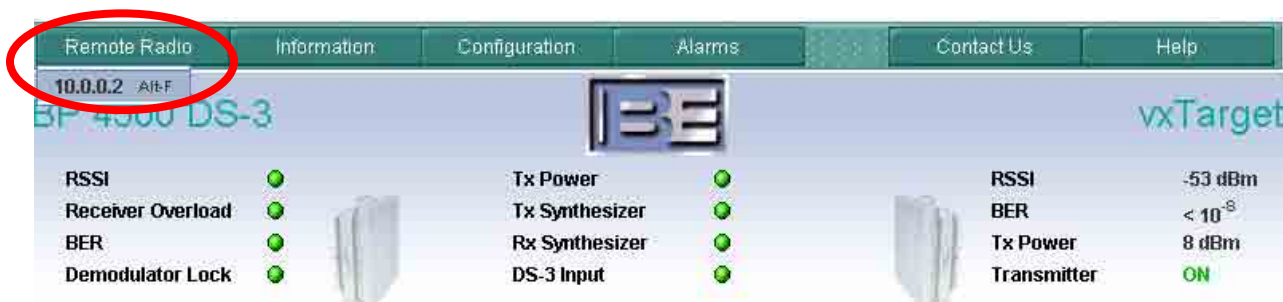 Remote Radio Information Configuration Alarms Contact Us Help
10.0.0.2 Alt-F
BP 4500 DS-3 BE vxTarget
RSSI Tx Power RSSI -53 dBm
Receiver Overload Tx Synthesizer BER < 10⁻⁸
BER Rx Synthesizer Tx Power 8 dBm
Demodulator Lock DS-3 Input Transmitter ON